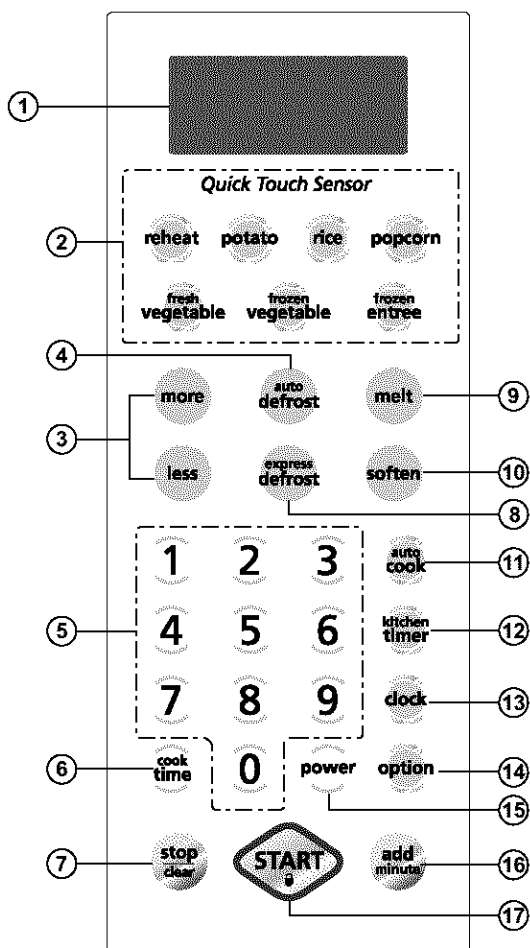 1
Quick Touch Sensor
2
reheat potato rice popcorn
fresh vegetable frozen vegetable frozen entree
4
more auto defrost melt 9
3
less express defrost soften 10
8
1 2 3 auto cook 11
5
4 5 6 kitchen timer 12
7 8 9 clock 13
6 cook time 0 power option 14
15
7 stop clear START add minute 16
17